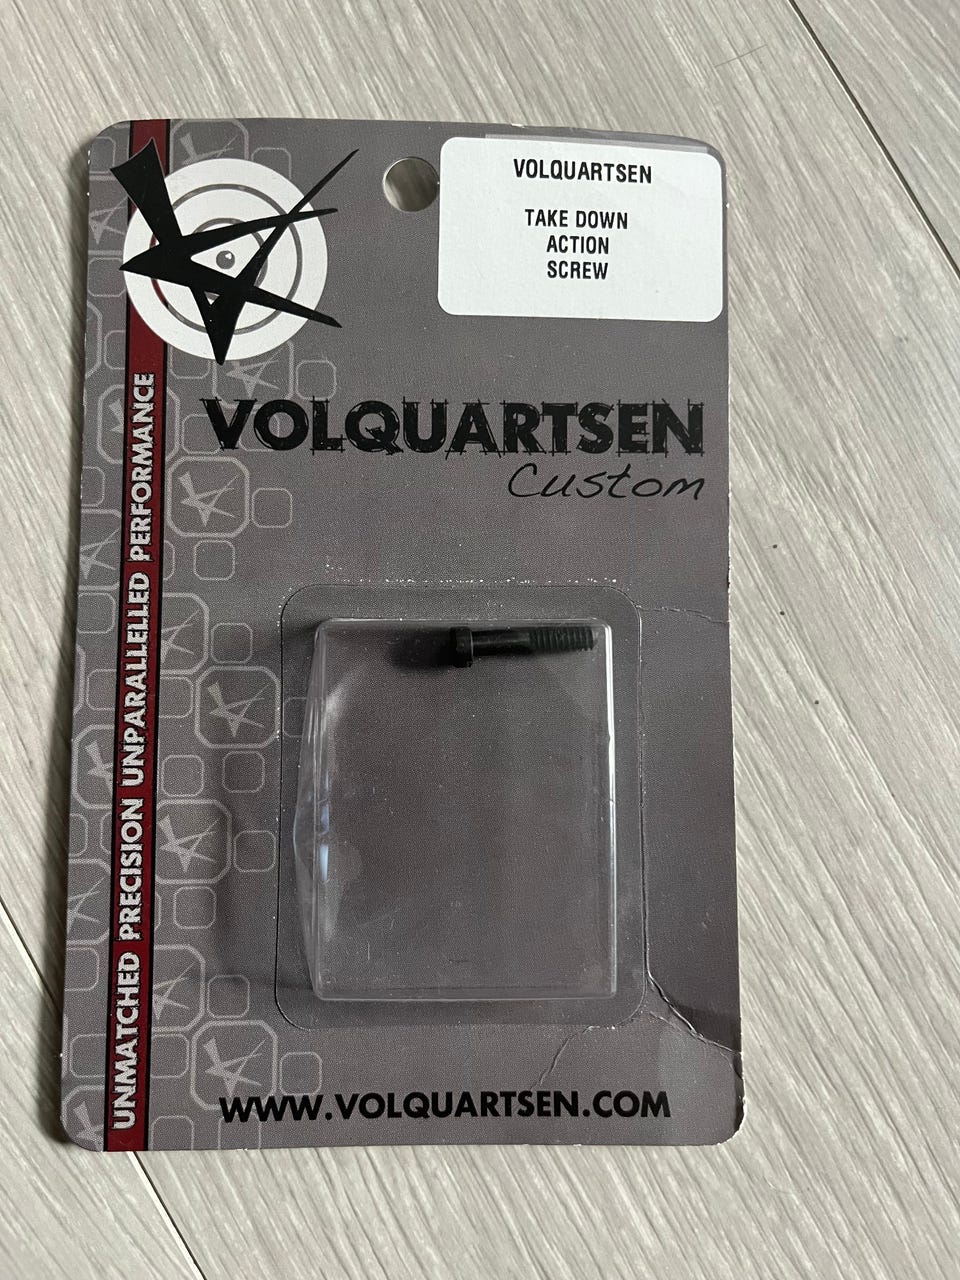 VOLQUARTSEN
TAKE DOWN
ACTION
SCREW
VOLQUARTSEN
Custom
UNMATCHED PRECISION UNPARALLELLED PERFORMANCE
WWW.VOLQUARTSEN.COM